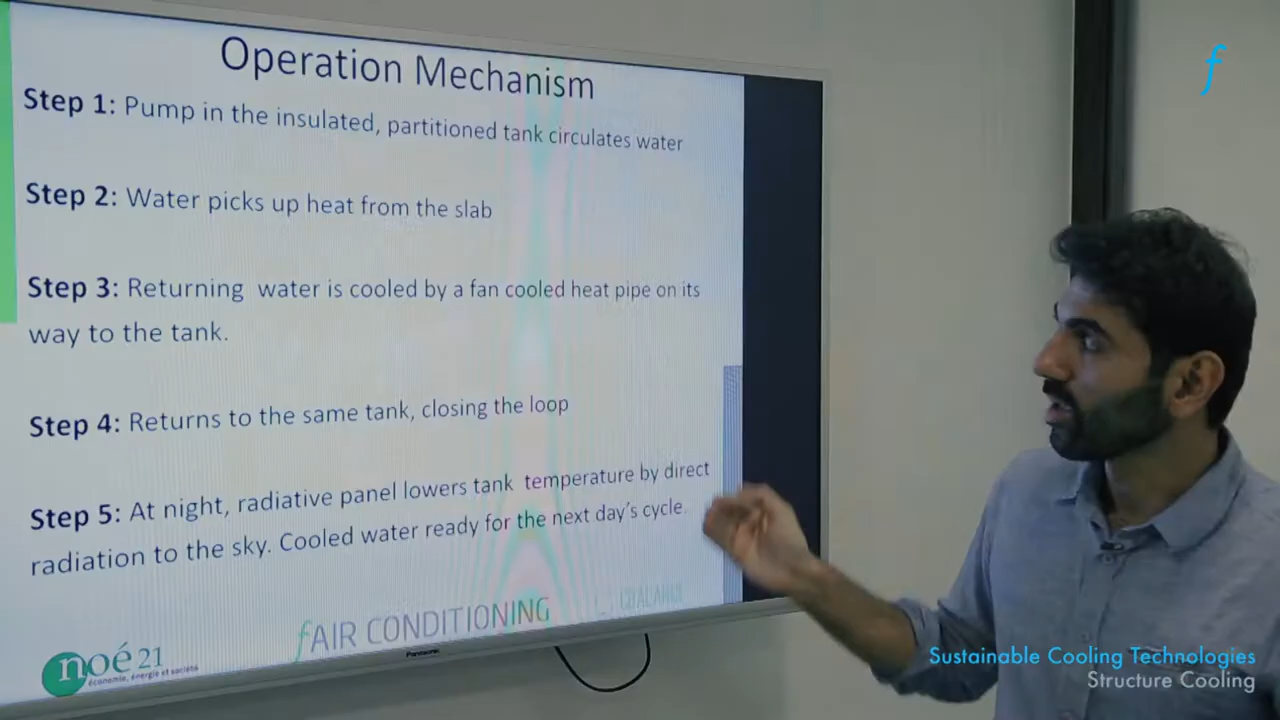 Operation Mechanism
Step 1: Pump in the insulated, partitioned tank circulates water
Step 2: Water picks up heat from the slab
Step 3: Returning water is cooled by a fan cooled heat pipe on its
way to the tank.
Step 4: Returns to the same tank, closing the loop
Step 5: At night, radiative panel lowers tank temperature by direct
radiation to the sky. Cooled water ready for the next day's cycle.
fAIR CONDITIONING
CBALANCE
noé21
économie, énergie et société
Panasonic
f
Sustainable Cooling Technologies
Structure Cooling